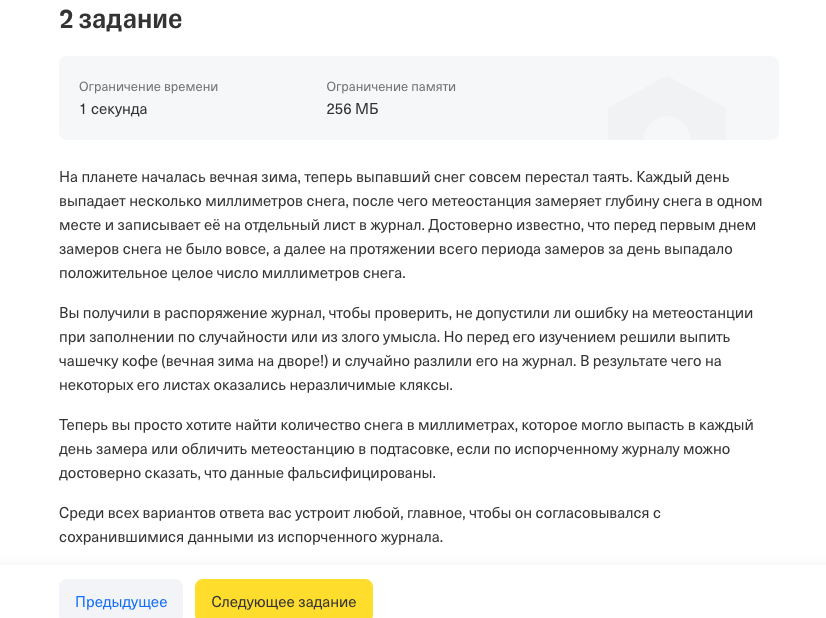 2 задание
Ограничение времени
Ограничение памяти
1 секунда
256 МБ
На планете началась вечная зима, теперь выпавший снег совсем перестал таять. Каждый день
выпадает несколько миллиметров снега, после чего метеостанция замеряет глубину снега в одном
месте и записывает её на отдельный лист в журнал. Достоверно известно, что перед первым днем
замеров снега не было вовсе, а далее на протяжении всего периода замеров за день выпадало
положительное целое число миллиметров снега.
Вы получили в распоряжение журнал, чтобы проверить, не допустили ли ошибку на метеостанции
при заполнении по случайности или из злого умысла. Но перед его изучением решили выпить
чашечку кофе (вечная зима на дворе!) и случайно разлили его на журнал. В результате чего на
некоторых его листах оказались неразличимые кляксы.
Теперь вы просто хотите найти количество снега в миллиметрах, которое могло выпасть в каждый
день замера или обличить метеостанцию в подтасовке, если по испорченному журналу можно
достоверно сказать, что данные фальсифицированы.
Среди всех вариантов ответа вас устроит любой, главное, чтобы он согласовывался с
сохранившимися данными из испорченного журнала.
Предыдущее
Следующее задание